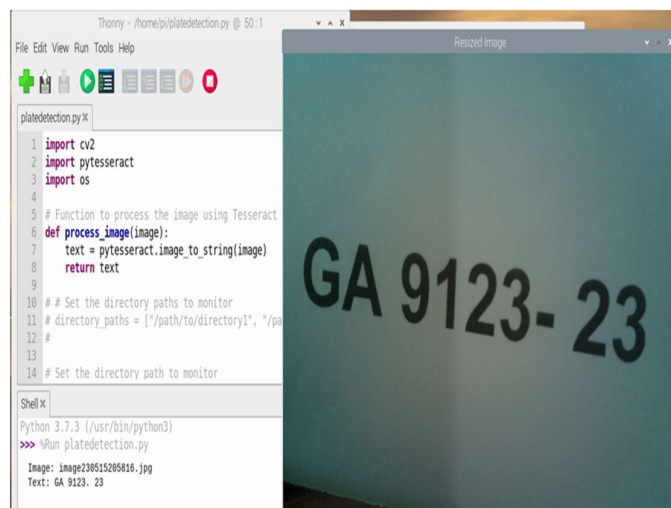 Thonny - /home/pi/platedetection.py @ 50:1
File Edit View Run Tools Help
platedetection.py
1 import cv2
2 import pytesseract
3 import os
4
5 # Function to process the image using Tesseract
6 def process_image(image):
7 text = pytesseract.image_to_string(image)
8 return text
9
10 # # Set the directory paths to monitor
11 # directory_paths = ["/path/to/directory1", "/pa
12 #
13
14 # Set the directory path to monitor
Shell
Python 3.7.3 (/usr/bin/python3)
>>> %Run platedetection.py
Image: image230515205816.jpg
Text: GA 9123. 23
Resized Image
GA 9123- 23